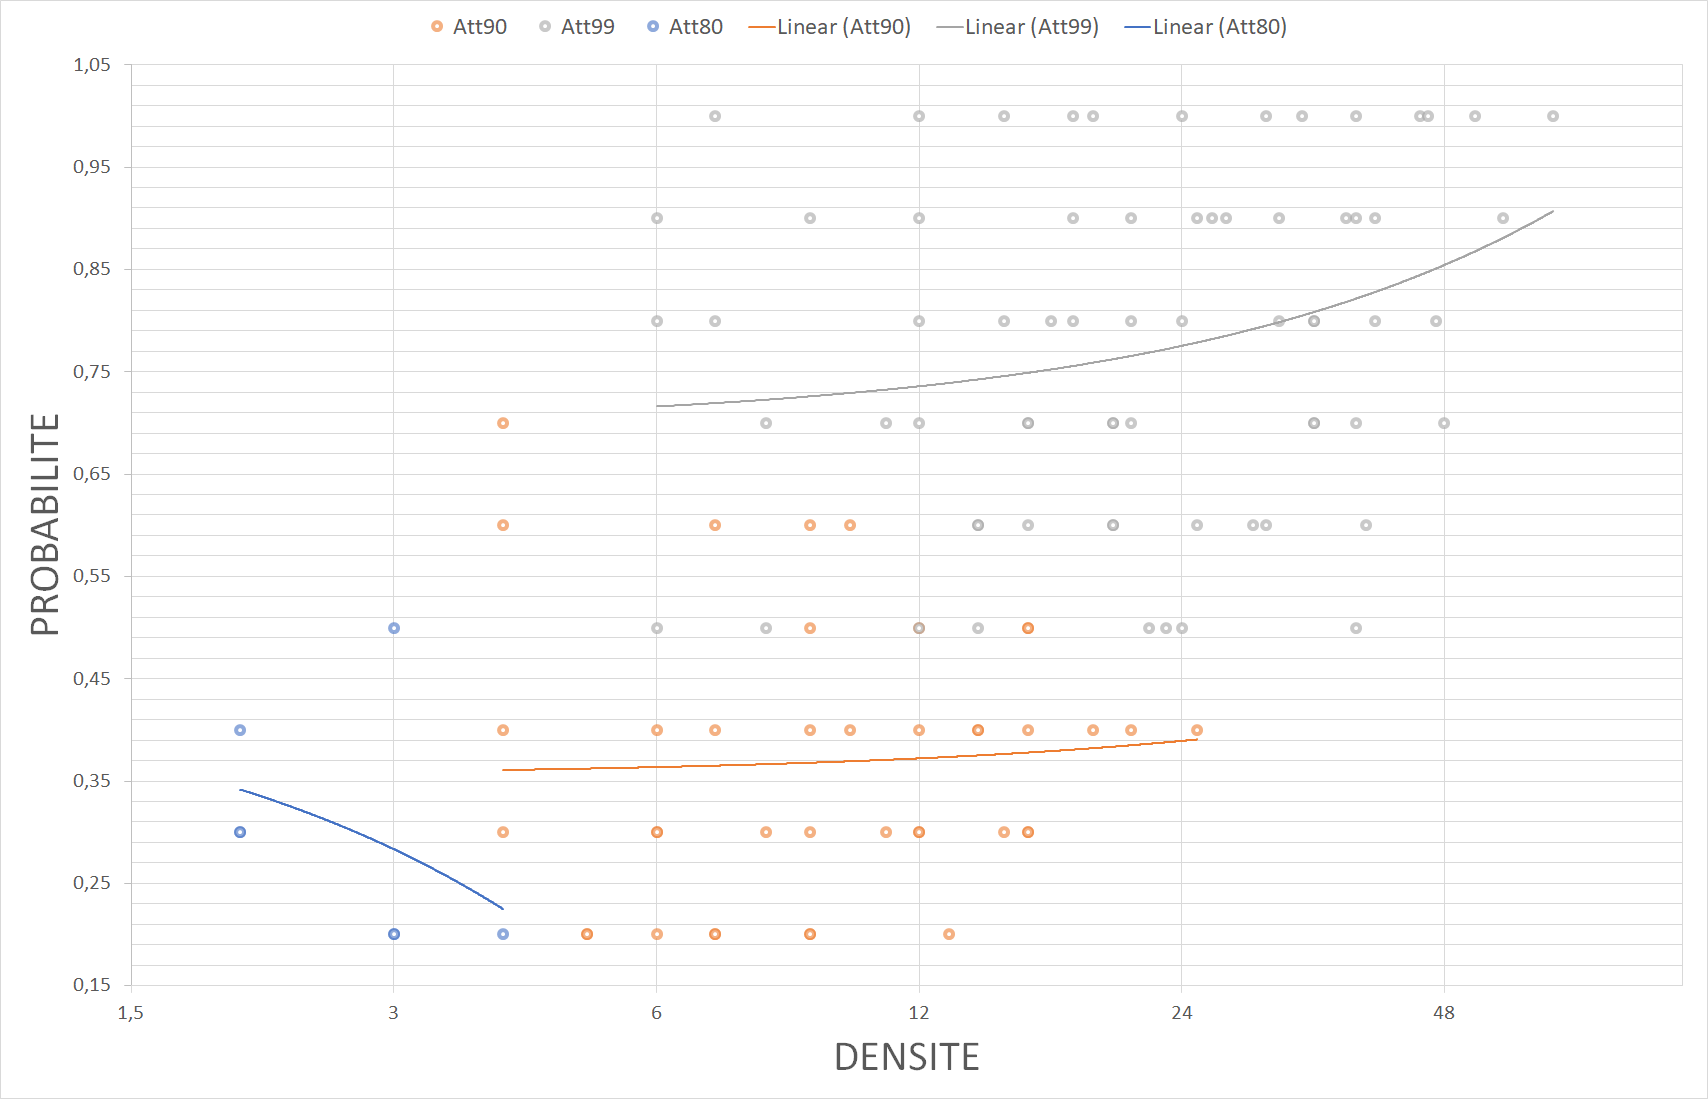 Att90 Att99 Att80 Linear (Att90) Linear (Att99) Linear (Att80)
1,05
0,95
0,85
0,75
0,65
0,55
0,45
0,35
0,25
0,15
PROBABILITE
1,5 3 6 12 24 48
DENSITE